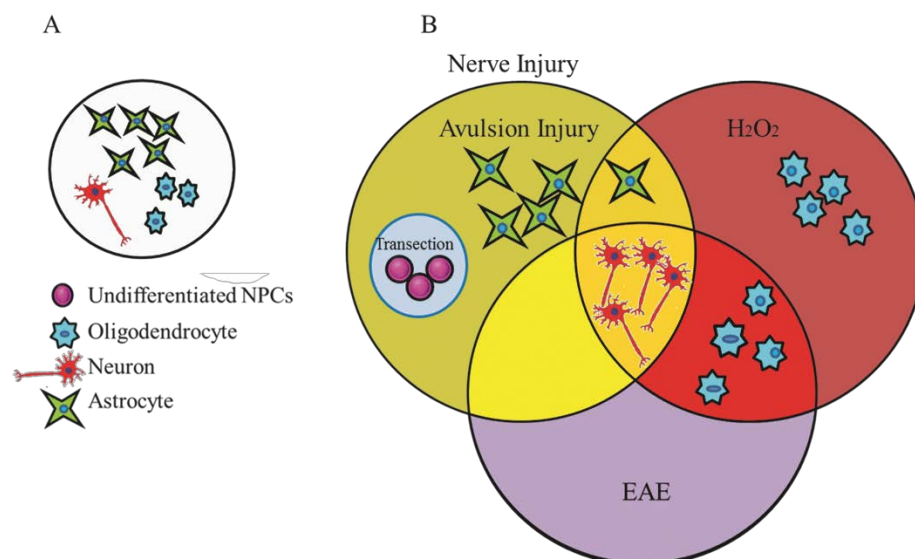 A
B
Nerve Injury
Avulsion Injury
H₂O₂
Transection
Undifferentiated NPCs
Oligodendrocyte
Neuron
Astrocyte
EAE